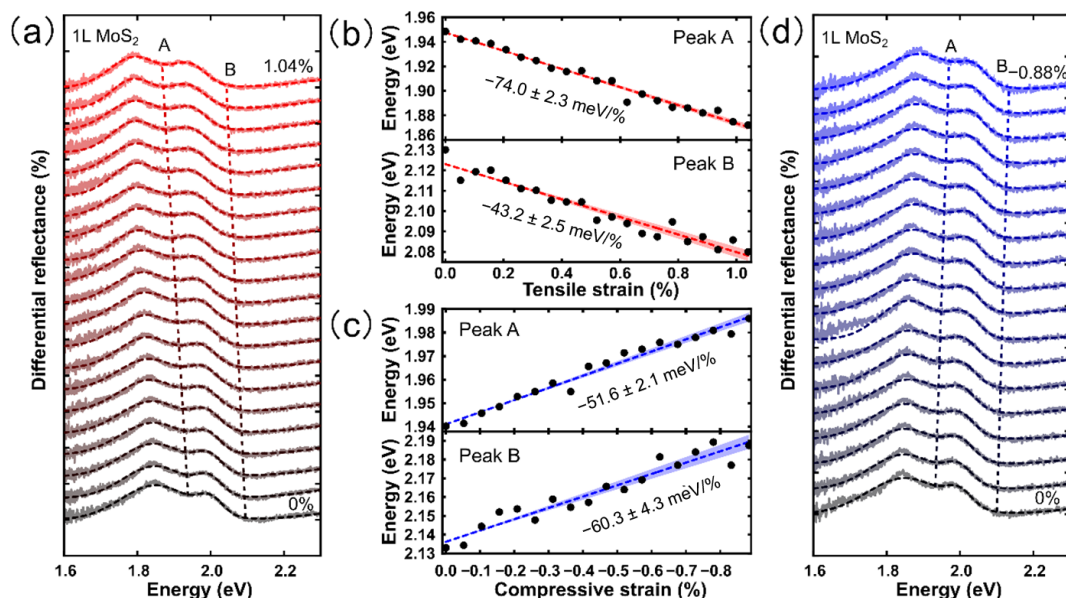 (a)
1L MoS2
A
B
1.04%
0%
Differential reflectance (%)
1.6 1.8 2.0 2.2
Energy (eV)
(b)
1.96
1.94
1.92
1.90
1.88
1.86
Energy (eV)
Peak A
−74.0 ± 2.3 meV/%
2.13
2.12
2.11
2.10
2.09
2.08
Energy (eV)
Peak B
−43.2 ± 2.5 meV/%
0.0 0.2 0.4 0.6 0.8 1.0
Tensile strain (%)
(c)
1.99
1.98
1.97
1.96
1.95
1.94
Energy (eV)
Peak A
−51.6 ± 2.1 meV/%
2.19
2.18
2.17
2.16
2.15
2.14
2.13
Energy (eV)
Peak B
−60.3 ± 4.3 meV/%
0.0 −0.1 −0.2 −0.3 −0.4 −0.5 −0.6 −0.7 −0.8
Compressive strain (%)
(d)
1L MoS2
A
B
−0.88%
0%
Differential reflectance (%)
1.6 1.8 2.0 2.2
Energy (eV)